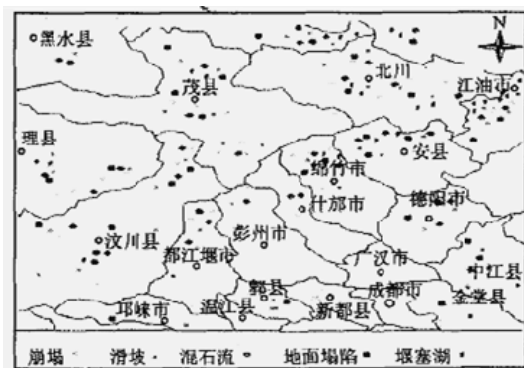 N
黑水县
北川
茂县
江油市
理县
安县
绵竹市
什邡市
德阳市
汶川县
彭州市
都江堰市
广汉市
中江县
郫县
成都市
金堂县
邛崃市
温江县
新都县
崩塌 滑坡 混石流 地面塌陷 堰塞湖